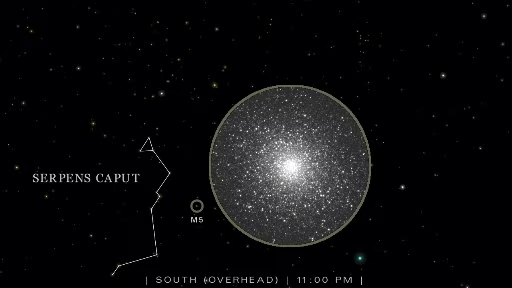 SERPENS CAPUT
M5
| SOUTH (OVERHEAD) | 11:00 PM |